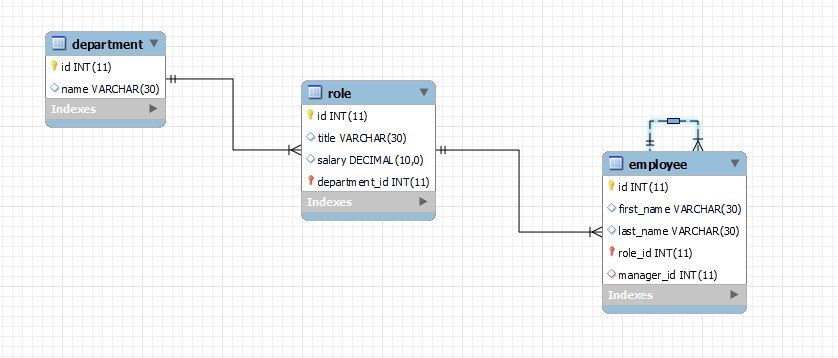 department
id INT(11)
name VARCHAR(30)
Indexes
role
id INT(11)
title VARCHAR(30)
salary DECIMAL(10,0)
department_id INT(11)
Indexes
employee
id INT(11)
first_name VARCHAR(30)
last_name VARCHAR(30)
role_id INT(11)
manager_id INT(11)
Indexes